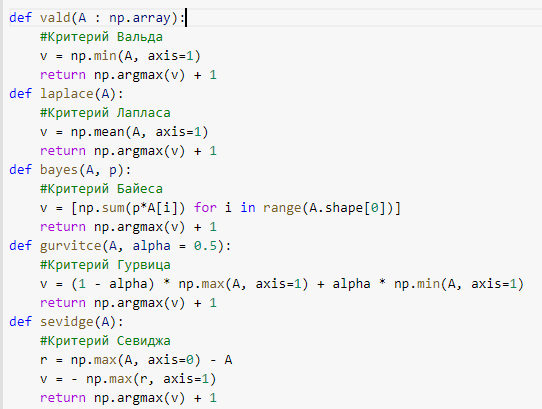 def vald(A : np.array):
    #Критерий Вальда
    v = np.min(A, axis=1)
    return np.argmax(v) + 1
def laplace(A):
    #Критерий Лапласа
    v = np.mean(A, axis=1)
    return np.argmax(v) + 1
def bayes(A, p):
    #Критерий Байеса
    v = [np.sum(p*A[i]) for i in range(A.shape[0])]
    return np.argmax(v) + 1
def gurvitce(A, alpha = 0.5):
    #Критерий Гурвица
    v = (1 - alpha) * np.max(A, axis=1) + alpha * np.min(A, axis=1)
    return np.argmax(v) + 1
def sevidge(A):
    #Критерий Севиджа
    r = np.max(A, axis=0) - A
    v = - np.max(r, axis=1)
    return np.argmax(v) + 1